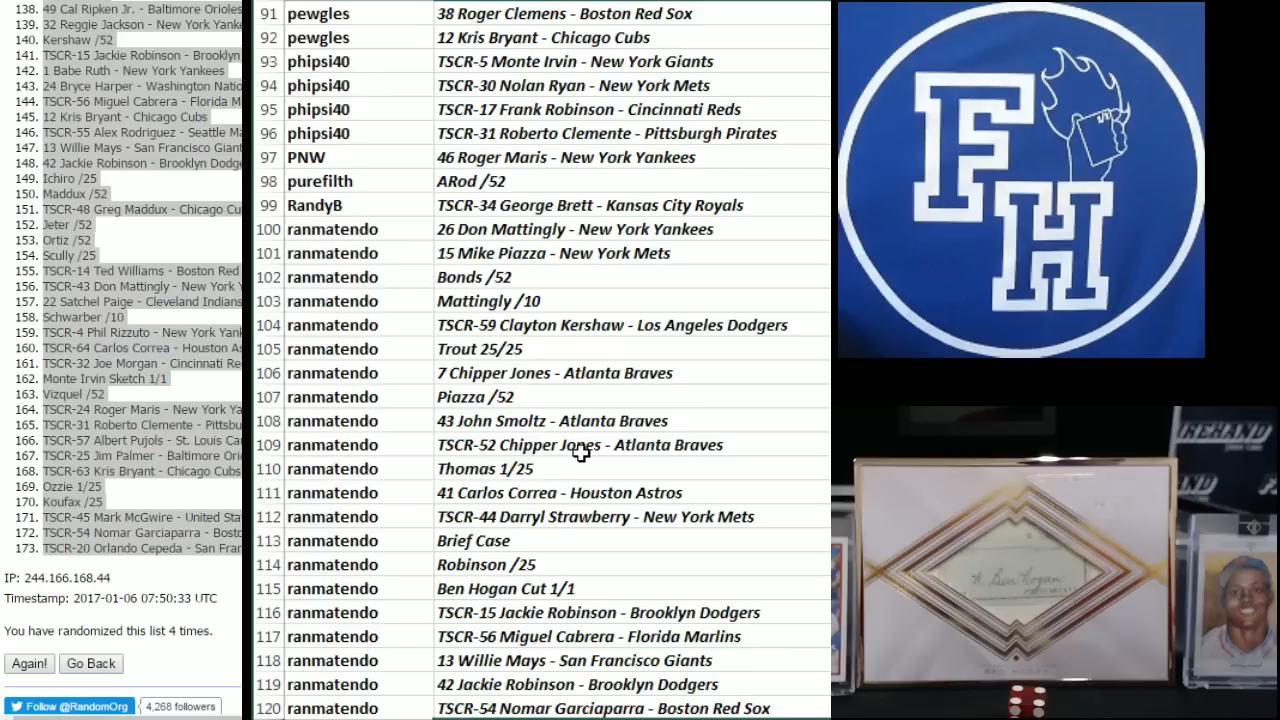 138. 49 Cal Ripken Jr. - Baltimore Orioles
139. 32 Reggie Jackson - New York Yanke
140. Kershaw /52
141. TSCR-15 Jackie Robinson - Brooklyn
142. 1 Babe Ruth - New York Yankees
143. 24 Bryce Harper - Washington Natio
144. TSCR-56 Miguel Cabrera - Florida M
145. 12 Kris Bryant - Chicago Cubs
146. TSCR-55 Alex Rodriguez - Seattle Ma
147. 13 Willie Mays - San Francisco Giant
148. 42 Jackie Robinson - Brooklyn Dodge
149. Ichiro /25
150. Maddux /52
151. TSCR-48 Greg Maddux - Chicago Cu
152. Jeter /52
153. Ortiz /52
154. Scully /25
155. TSCR-14 Ted Williams - Boston Red
156. TSCR-43 Don Mattingly - New York Y
157. 22 Satchel Paige - Cleveland Indians
158. Schwarber /10
159. TSCR-4 Phil Rizzuto - New York Yank
160. TSCR-64 Carlos Correa - Houston As
161. TSCR-32 Joe Morgan - Cincinnati Re
162. Monte Irvin Sketch 1/1
163. Vizquel /52
164. TSCR-24 Roger Maris - New York Ya
165. TSCR-31 Roberto Clemente - Pittsbu
166. TSCR-57 Albert Pujols - St. Louis Car
167. TSCR-25 Jim Palmer - Baltimore Ori
168. TSCR-63 Kris Bryant - Chicago Cubs
169. Ozzie 1/25
170. Koufax /25
171. TSCR-45 Mark McGwire - United Sta
172. TSCR-54 Nomar Garciaparra - Bosto
173. TSCR-20 Orlando Cepeda - San Fran
IP: 244.166.168.44
Timestamp: 2017-01-06 07:50:33 UTC
You have randomized this list 4 times.
Again! Go Back
Follow @RandomOrg 4,268 followers
91 pewgles 38 Roger Clemens - Boston Red Sox
92 pewgles 12 Kris Bryant - Chicago Cubs
93 phipsi40 TSCR-5 Monte Irvin - New York Giants
94 phipsi40 TSCR-30 Nolan Ryan - New York Mets
95 phipsi40 TSCR-17 Frank Robinson - Cincinnati Reds
96 phipsi40 TSCR-31 Roberto Clemente - Pittsburgh Pirates
97 PNW 46 Roger Maris - New York Yankees
98 purefilth ARod /52
99 RandyB TSCR-34 George Brett - Kansas City Royals
100 ranmatendo 26 Don Mattingly - New York Yankees
101 ranmatendo 15 Mike Piazza - New York Mets
102 ranmatendo Bonds /52
103 ranmatendo Mattingly /10
104 ranmatendo TSCR-59 Clayton Kershaw - Los Angeles Dodgers
105 ranmatendo Trout 25/25
106 ranmatendo 7 Chipper Jones - Atlanta Braves
107 ranmatendo Piazza /52
108 ranmatendo 43 John Smoltz - Atlanta Braves
109 ranmatendo TSCR-52 Chipper Jones - Atlanta Braves
110 ranmatendo Thomas 1/25
111 ranmatendo 41 Carlos Correa - Houston Astros
112 ranmatendo TSCR-44 Darryl Strawberry - New York Mets
113 ranmatendo Brief Case
114 ranmatendo Robinson /25
115 ranmatendo Ben Hogan Cut 1/1
116 ranmatendo TSCR-15 Jackie Robinson - Brooklyn Dodgers
117 ranmatendo TSCR-56 Miguel Cabrera - Florida Marlins
118 ranmatendo 13 Willie Mays - San Francisco Giants
119 ranmatendo 42 Jackie Robinson - Brooklyn Dodgers
120 ranmatendo TSCR-54 Nomar Garciaparra - Boston Red Sox
FH
1/1
IREHAND
ND
Ben Hogan